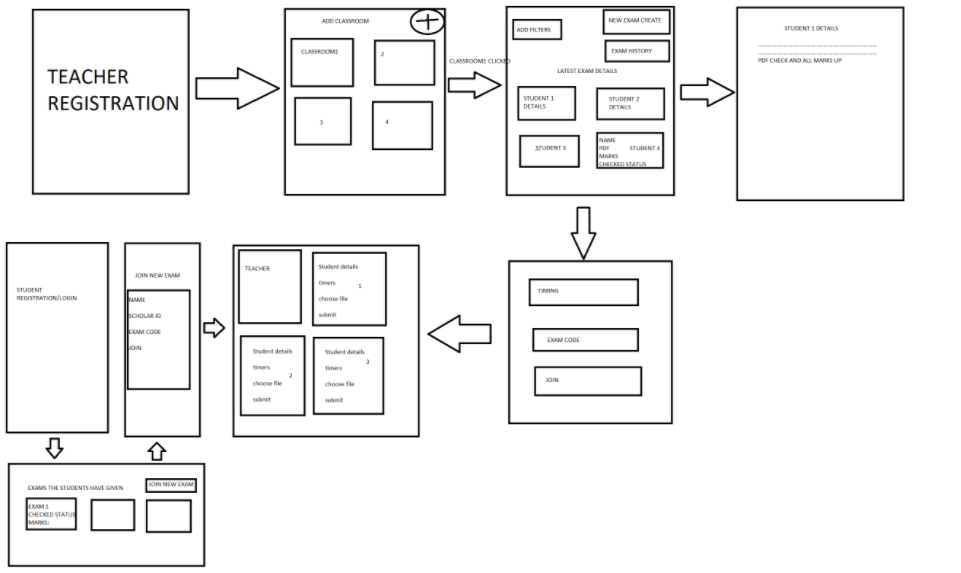 TEACHER
REGISTRATION
ADD CLASSROOM
CLASSROOM1
2
3
4
CLASSROOM1 CLICKED
ADD FILTERS
NEW EXAM CREATE
EXAM HISTORY
LATEST EXAM DETAILS
STUDENT 1
DETAILS
STUDENT 2
DETAILS
STUDENT 3
NAME
PDF STUDENT 4
MARKS
CHECKED STATUS
STUDENT 1 DETAILS
PDF CHECK AND ALL MARKS UP
STUDENT
REGISTRATION/LOGIN
JOIN NEW EXAM
NAME
SCHOLAR ID
EXAM CODE
JOIN
TEACHER
Student details
timers 1
choose file
submit
Student details
timers
2
choose file
submit
Student details
3
timers
choose file
submit
TIMING
EXAM CODE
JOIN
EXAMS THE STUDENTS HAVE GIVEN
JOIN NEW EXAM
EXAM 1
CHECKED STATUS
MARKS: